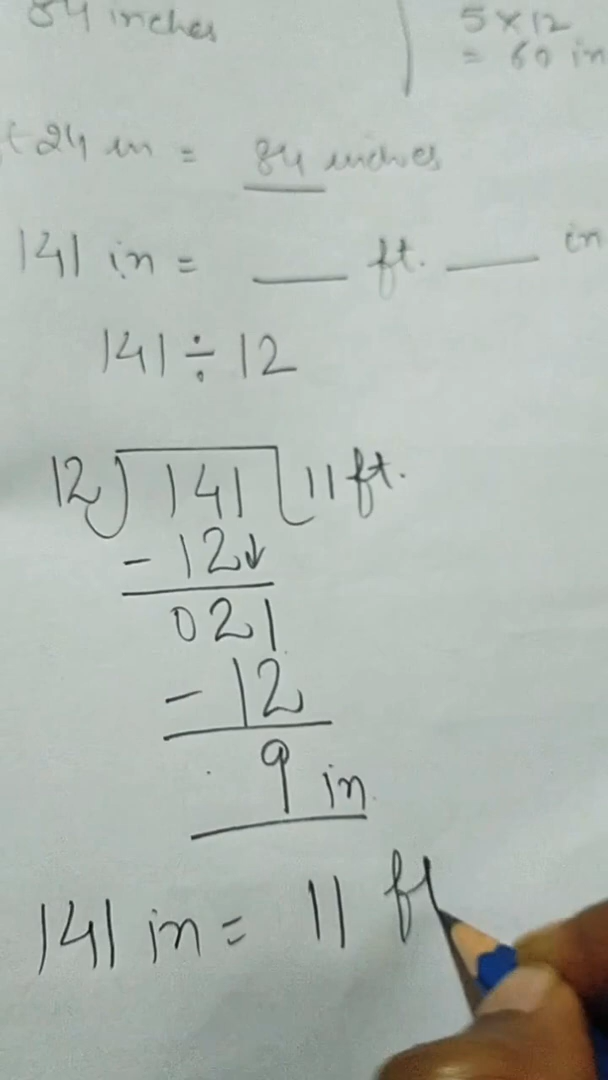 84 inches
5 × 12
= 60 in
+ 24 in = 84 inches
141 in = ___ ft. ___ in
141 ÷ 12
12 ) 141 ( 11 ft.
- 12 ↓
021
- 12
9 in
141 in = 11 ft